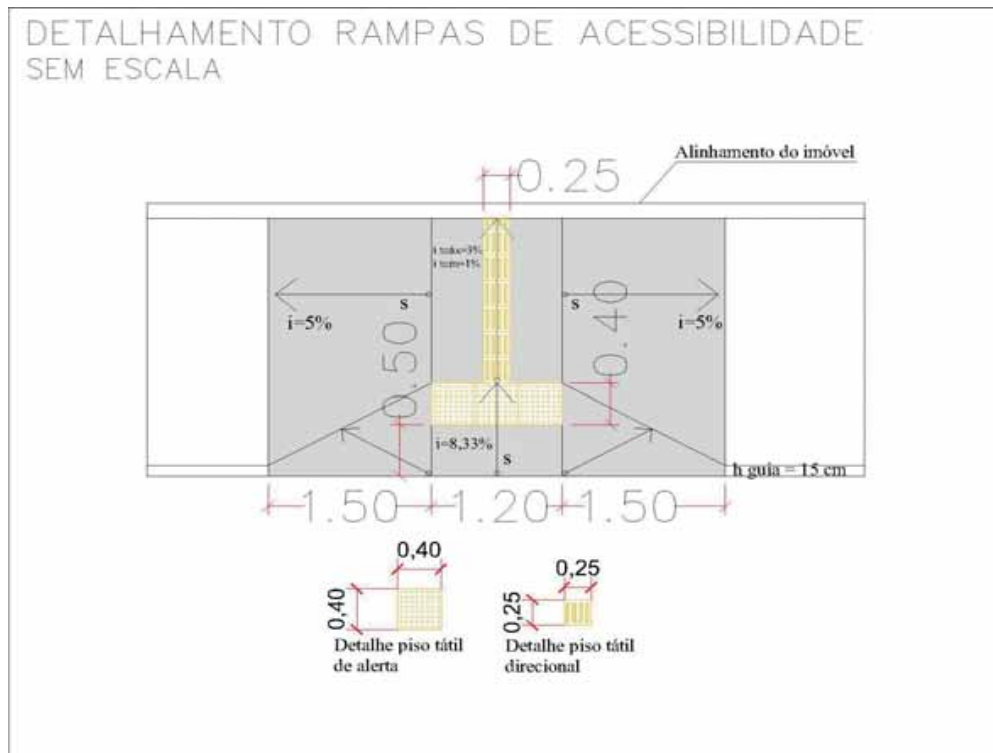 DETALHAMENTO RAMPAS DE ACESSIBILIDADE
SEM ESCALA
Alinhamento do imóvel
0.25
i=5%
s
s
i=5%
0.50
0.40
i=8,33%
s
h guia = 15 cm
1.50
1.20
1.50
0,40
0,40
Detalhe piso tátil
de alerta
0,25
0,25
Detalhe piso tátil
direcional